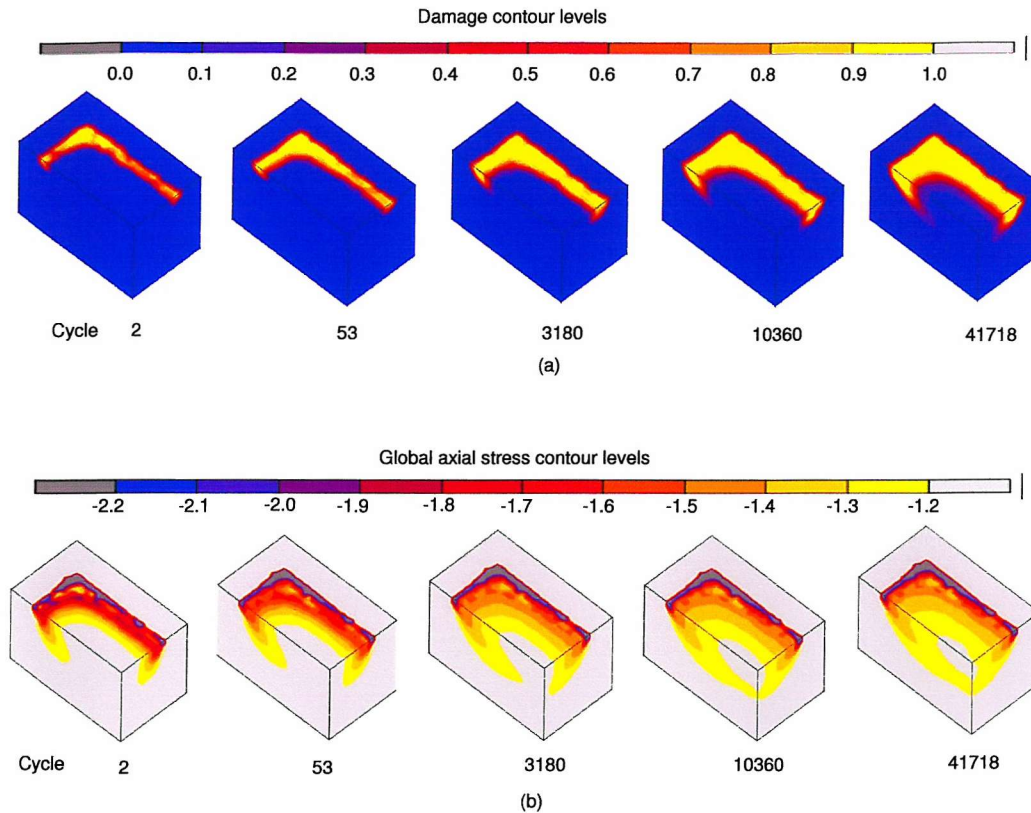 Damage contour levels
0.0 0.1 0.2 0.3 0.4 0.5 0.6 0.7 0.8 0.9 1.0
Cycle 2 53 3180 10360 41718
(a)
Global axial stress contour levels
-2.2 -2.1 -2.0 -1.9 -1.8 -1.7 -1.6 -1.5 -1.4 -1.3 -1.2
Cycle 2 53 3180 10360 41718
(b)